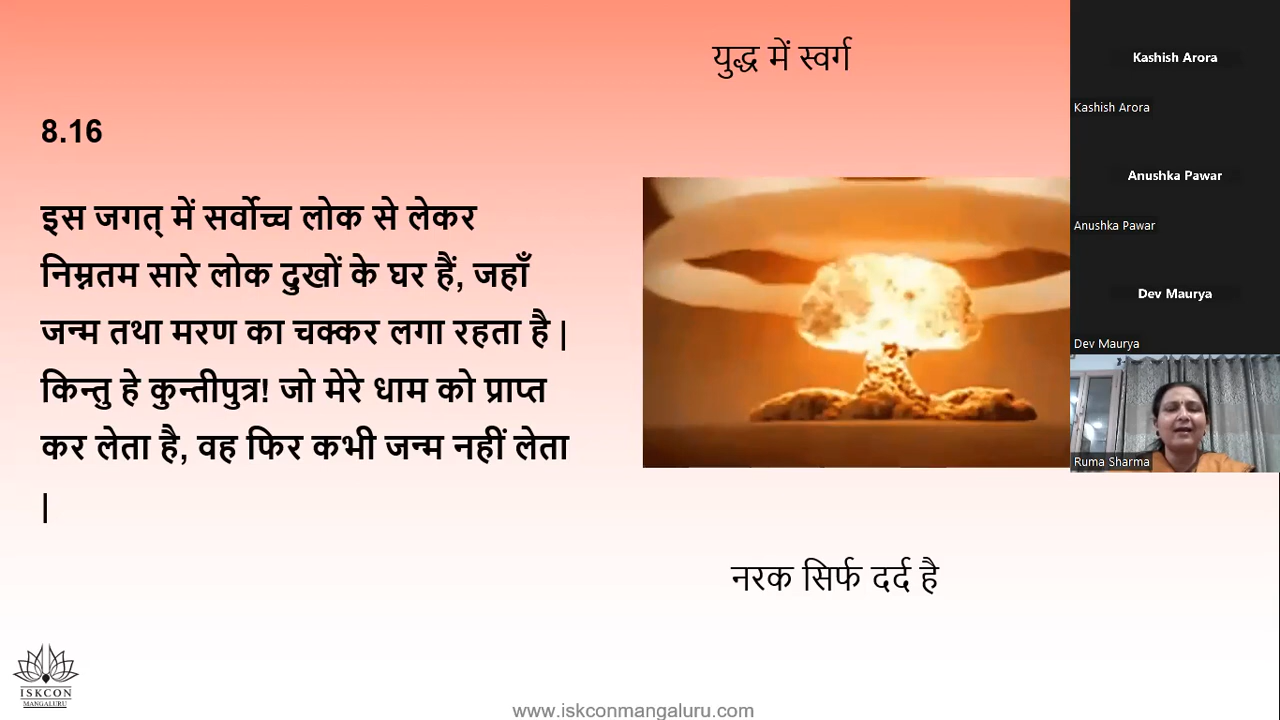 युद्ध में स्वर्ग
8.16
इस जगत् में सर्वोच्च लोक से लेकर
निम्नतम सारे लोक दुखों के घर हैं, जहाँ
जन्म तथा मरण का चक्कर लगा रहता है |
किन्तु हे कुन्तीपुत्र! जो मेरे धाम को प्राप्त
कर लेता है, वह फिर कभी जन्म नहीं लेता
|
नरक सिर्फ दर्द है
ISKCON
MANGALURU
www.iskconmangaluru.com
Kashish Arora
Kashish Arora
Anushka Pawar
Anushka Pawar
Dev Maurya
Dev Maurya
Ruma Sharma